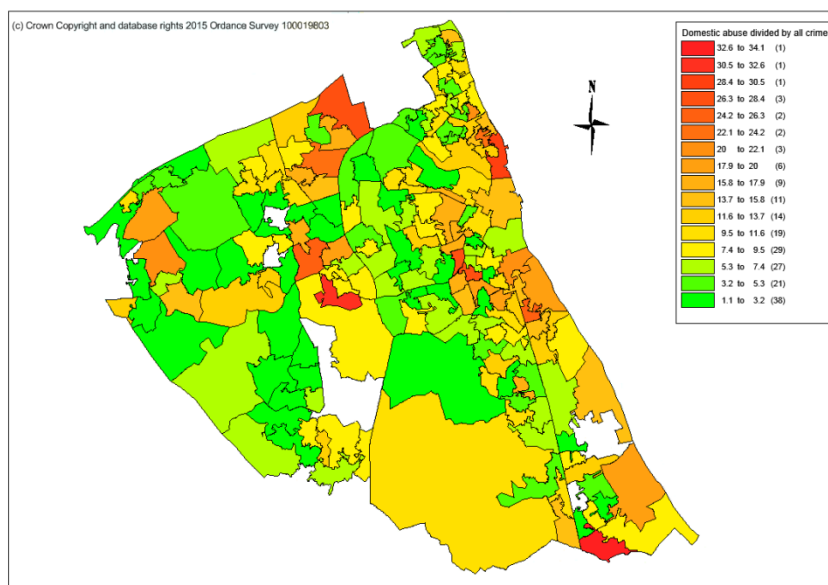 (c) Crown Copyright and database rights 2015 Ordance Survey 100019803
N
Domestic abuse divided by all crime
32.6 to 34.1 (1)
30.5 to 32.6 (1)
28.4 to 30.5 (1)
26.3 to 28.4 (3)
24.2 to 26.3 (2)
22.1 to 24.2 (2)
20 to 22.1 (3)
17.9 to 20 (6)
15.8 to 17.9 (9)
13.7 to 15.8 (11)
11.6 to 13.7 (14)
9.5 to 11.6 (19)
7.4 to 9.5 (29)
5.3 to 7.4 (27)
3.2 to 5.3 (21)
1.1 to 3.2 (38)